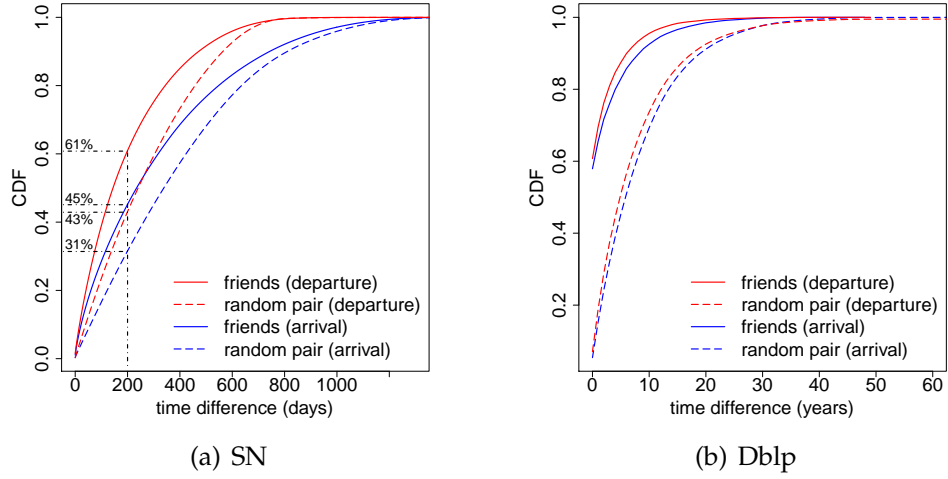 CDF
0.0
0.2
0.4
0.6
0.8
1.0
61%
45%
43%
31%
friends (departure)
random pair (departure)
friends (arrival)
random pair (arrival)
0
200
400
600
800
1000
time difference (days)
(a) SN
CDF
0.2
0.4
0.6
0.8
1.0
friends (departure)
random pair (departure)
friends (arrival)
random pair (arrival)
0
10
20
30
40
50
60
time difference (years)
(b) Dblp